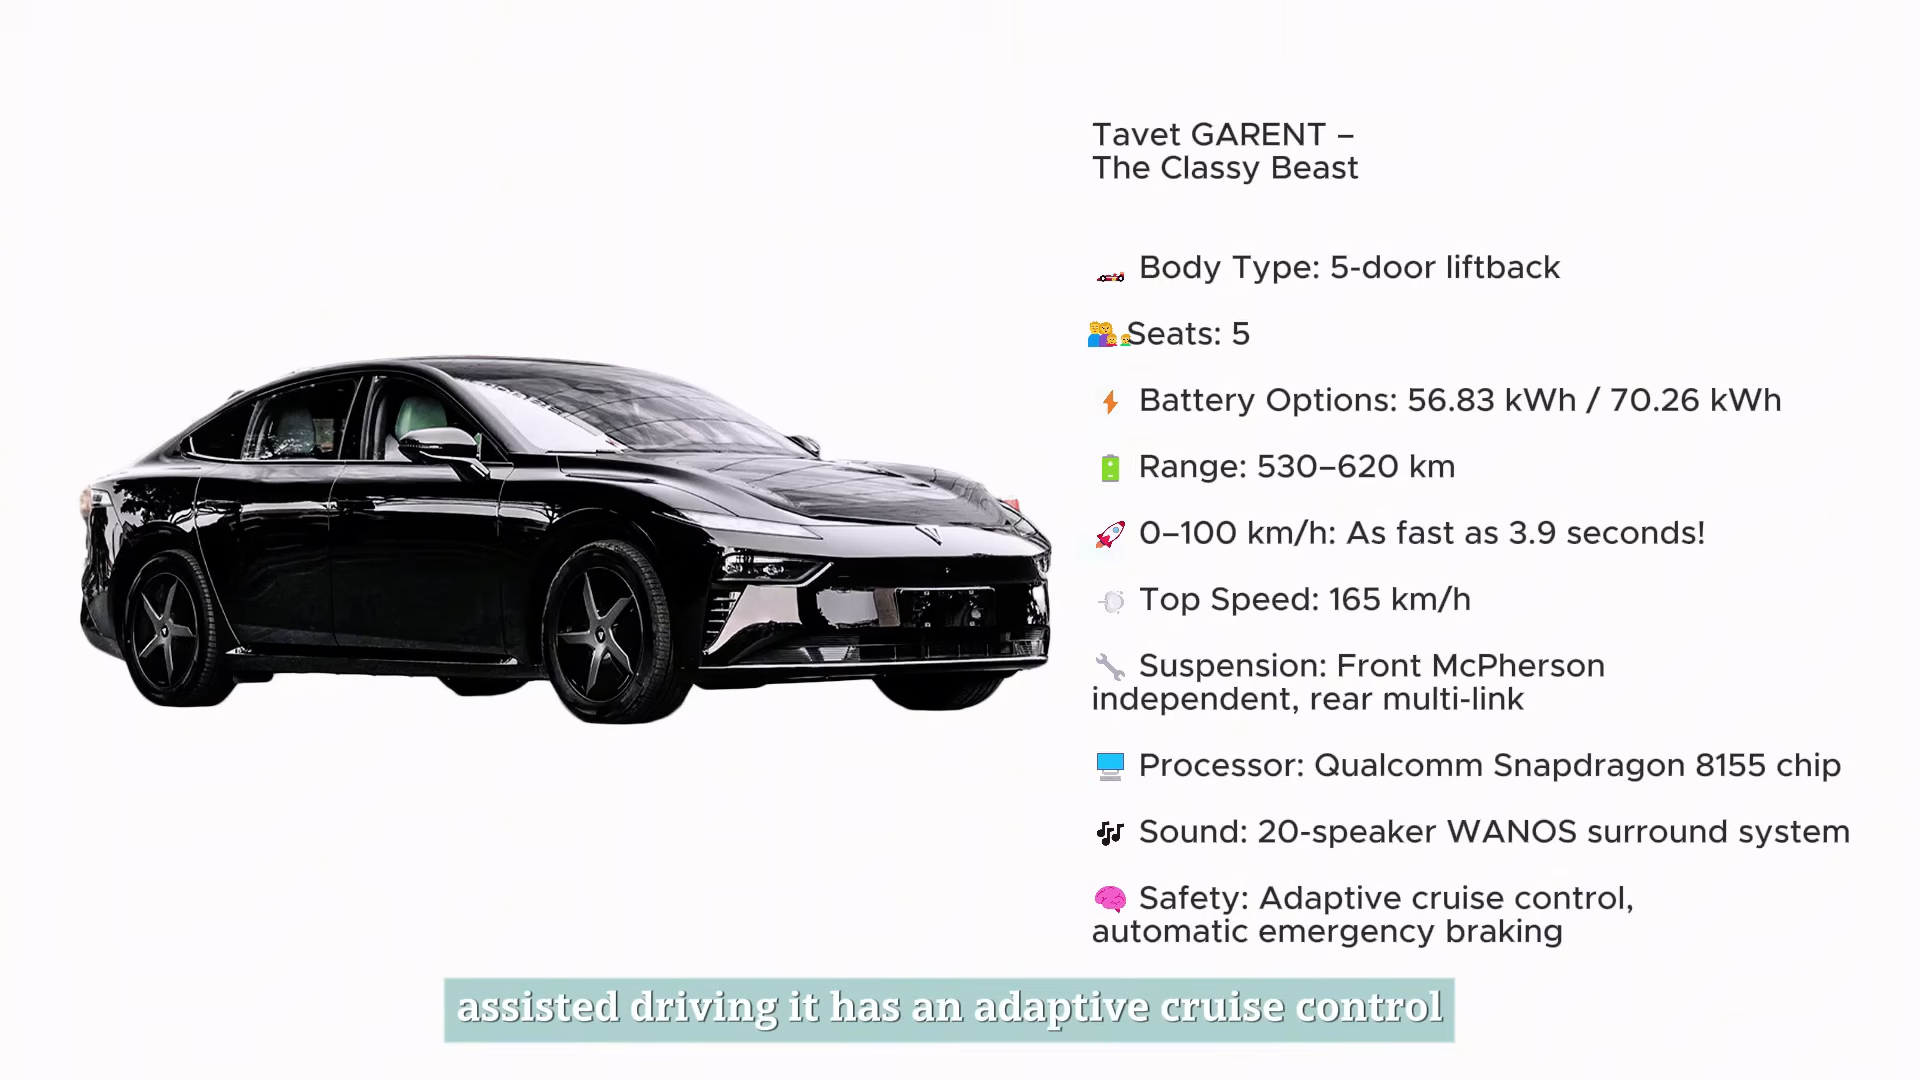 Tavet GARENT –
The Classy Beast
Body Type: 5-door liftback
Seats: 5
Battery Options: 56.83 kWh / 70.26 kWh
Range: 530–620 km
0–100 km/h: As fast as 3.9 seconds!
Top Speed: 165 km/h
Suspension: Front McPherson
independent, rear multi-link
Processor: Qualcomm Snapdragon 8155 chip
Sound: 20-speaker WANOS surround system
Safety: Adaptive cruise control,
automatic emergency braking
assisted driving it has an adaptive cruise control